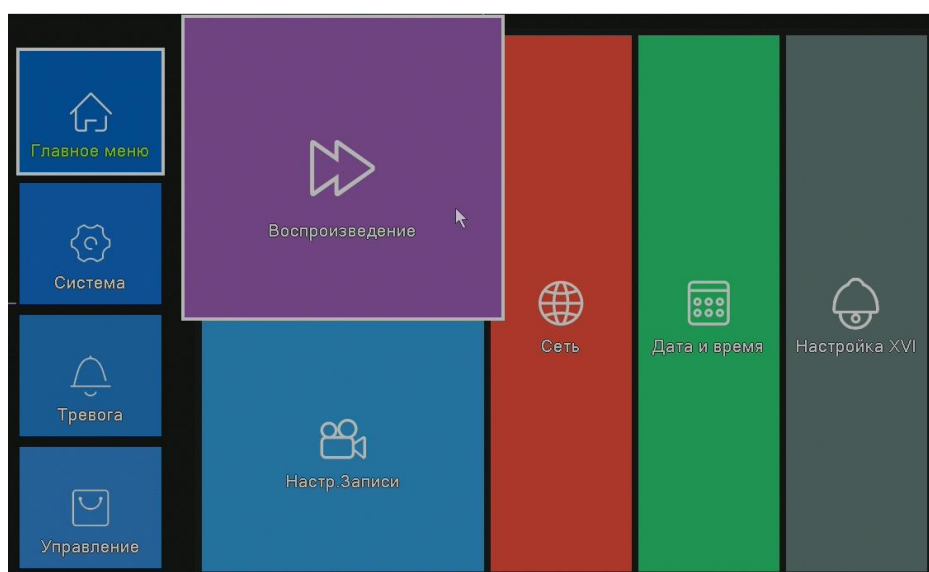 Главное меню
Система
Тревога
Управление
Воспроизведение
Настр.Записи
Сеть
Дата и время
Настройка XVI